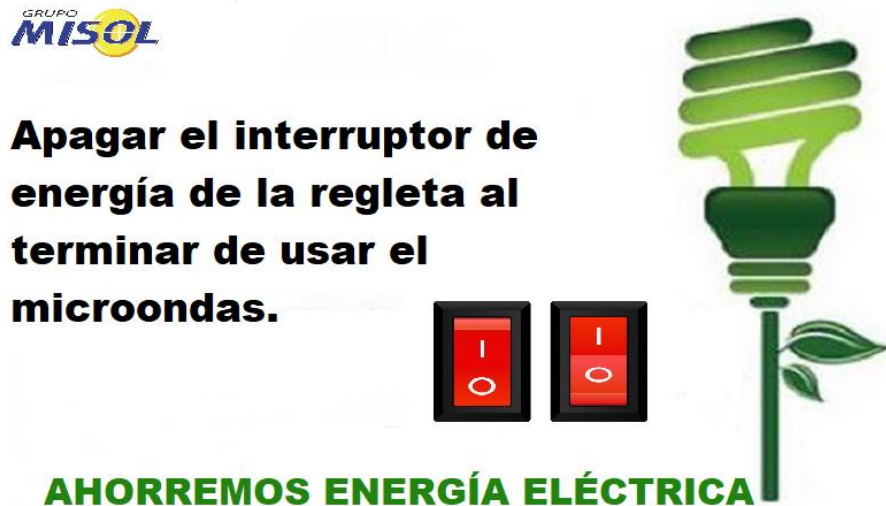 GRUPO
MISOL
Apagar el interruptor de
energía de la regleta al
terminar de usar el
microondas.
I I
O O
AHORREMOS ENERGÍA ELÉCTRICA